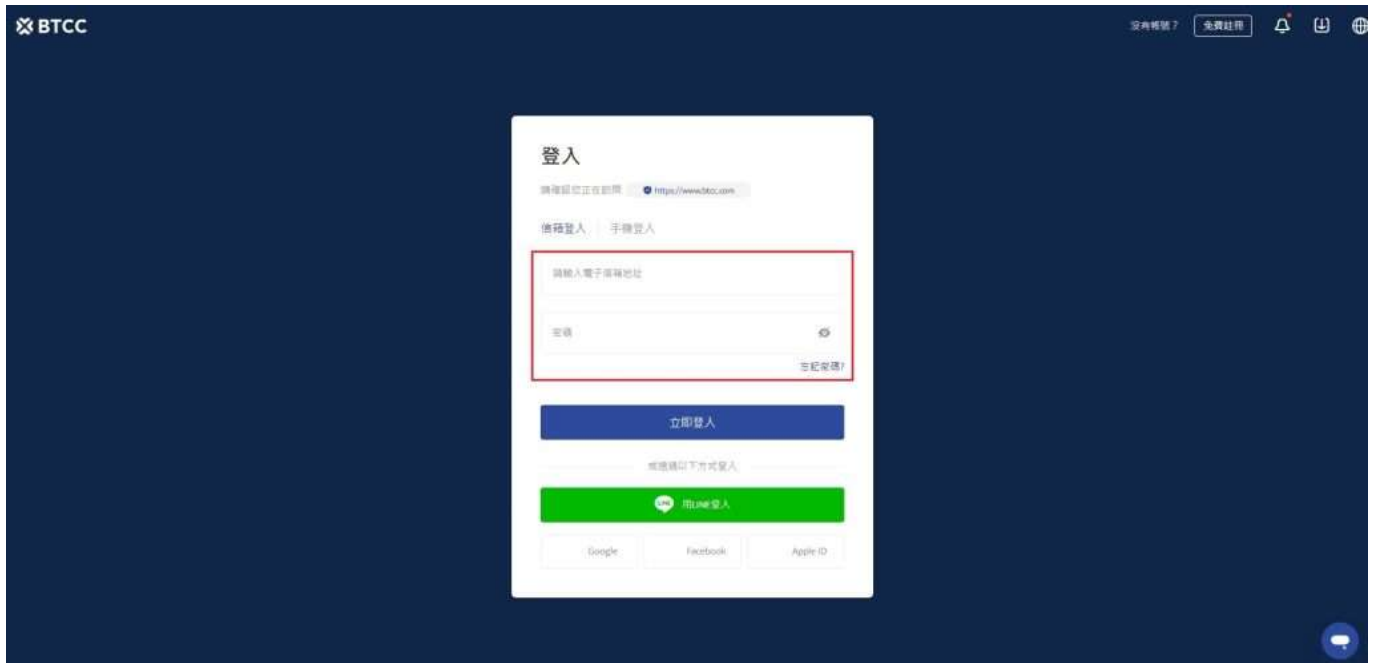 BTCC
沒有帳號？ 免費註冊
登入
請確認您正在訪問 https://www.btcc.com
信箱登入 手機登入
請輸入電子信箱地址
密碼
忘記密碼?
立即登入
或透過以下方式登入
LINE 用LINE登入
Google Facebook Apple ID